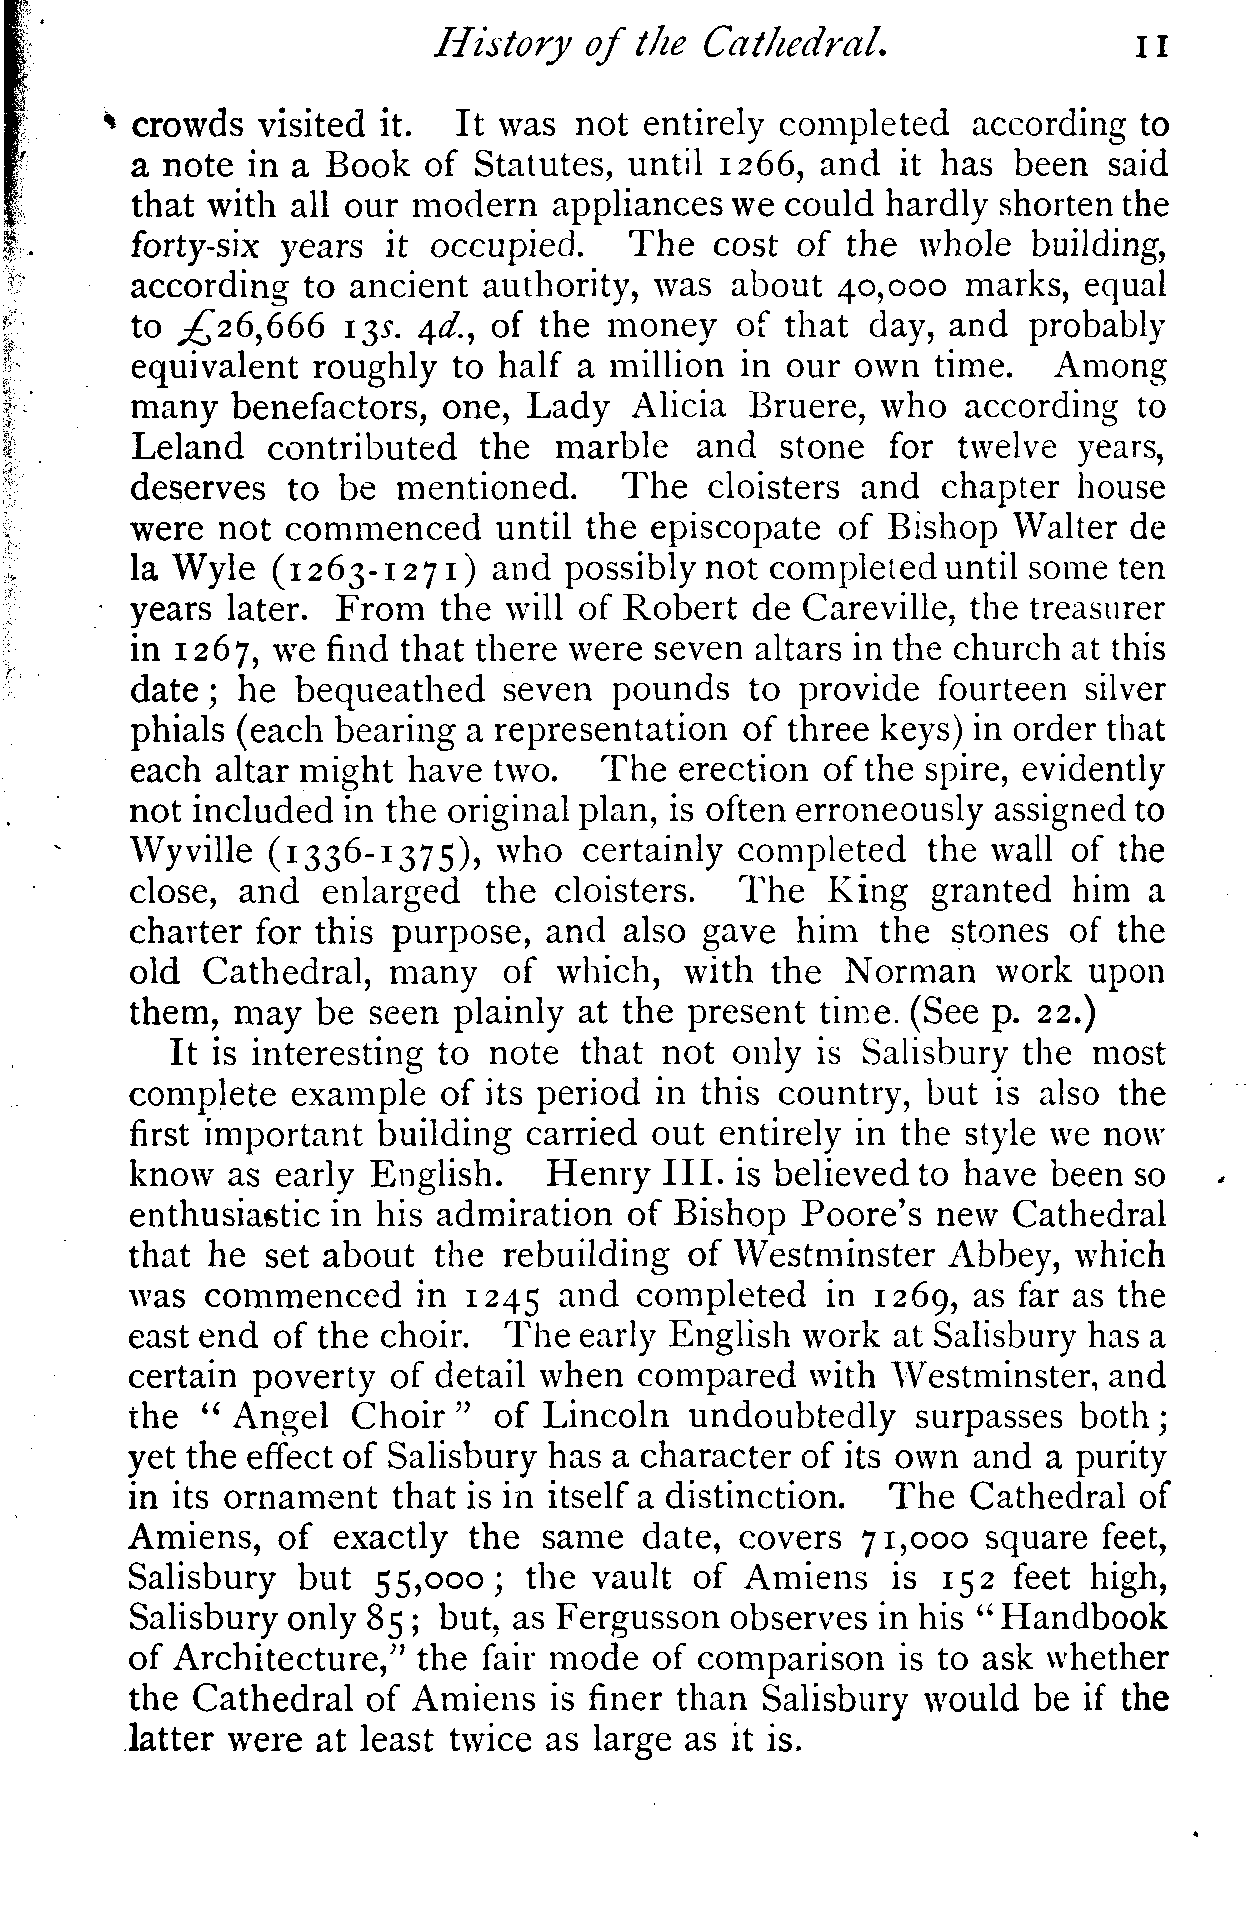 History of the Cathedral. 11
crowds visited it. It was not entirely completed according to
a note in a Book of Statutes, until 1266, and it has been said
that with all our modern appliances we could hardly shorten the
forty-six years it occupied. The cost of the whole building,
according to ancient authority, was about 40,000 marks, equal
to £26,666 13s. 4d., of the money of that day, and probably
equivalent roughly to half a million in our own time. Among
many benefactors, one, Lady Alicia Bruere, who according to
Leland contributed the marble and stone for twelve years,
deserves to be mentioned. The cloisters and chapter house
were not commenced until the episcopate of Bishop Walter de
la Wyle (1263-1271) and possibly not completed until some ten
years later. From the will of Robert de Careville, the treasurer
in 1267, we find that there were seven altars in the church at this
date; he bequeathed seven pounds to provide fourteen silver
phials (each bearing a representation of three keys) in order that
each altar might have two. The erection of the spire, evidently
not included in the original plan, is often erroneously assigned to
Wyville (1336-1375), who certainly completed the wall of the
close, and enlarged the cloisters. The King granted him a
charter for this purpose, and also gave him the stones of the
old Cathedral, many of which, with the Norman work upon
them, may be seen plainly at the present time. (See p. 22.)
It is interesting to note that not only is Salisbury the most
complete example of its period in this country, but is also the
first important building carried out entirely in the style we now
know as early English. Henry III. is believed to have been so
enthusiastic in his admiration of Bishop Poore's new Cathedral
that he set about the rebuilding of Westminster Abbey, which
was commenced in 1245 and completed in 1269, as far as the
east end of the choir. The early English work at Salisbury has a
certain poverty of detail when compared with Westminster, and
the "Angel Choir" of Lincoln undoubtedly surpasses both;
yet the effect of Salisbury has a character of its own and a purity
in its ornament that is in itself a distinction. The Cathedral of
Amiens, of exactly the same date, covers 71,000 square feet,
Salisbury but 55,000; the vault of Amiens is 152 feet high,
Salisbury only 85; but, as Fergusson observes in his "Handbook
of Architecture," the fair mode of comparison is to ask whether
the Cathedral of Amiens is finer than Salisbury would be if the
latter were at least twice as large as it is.